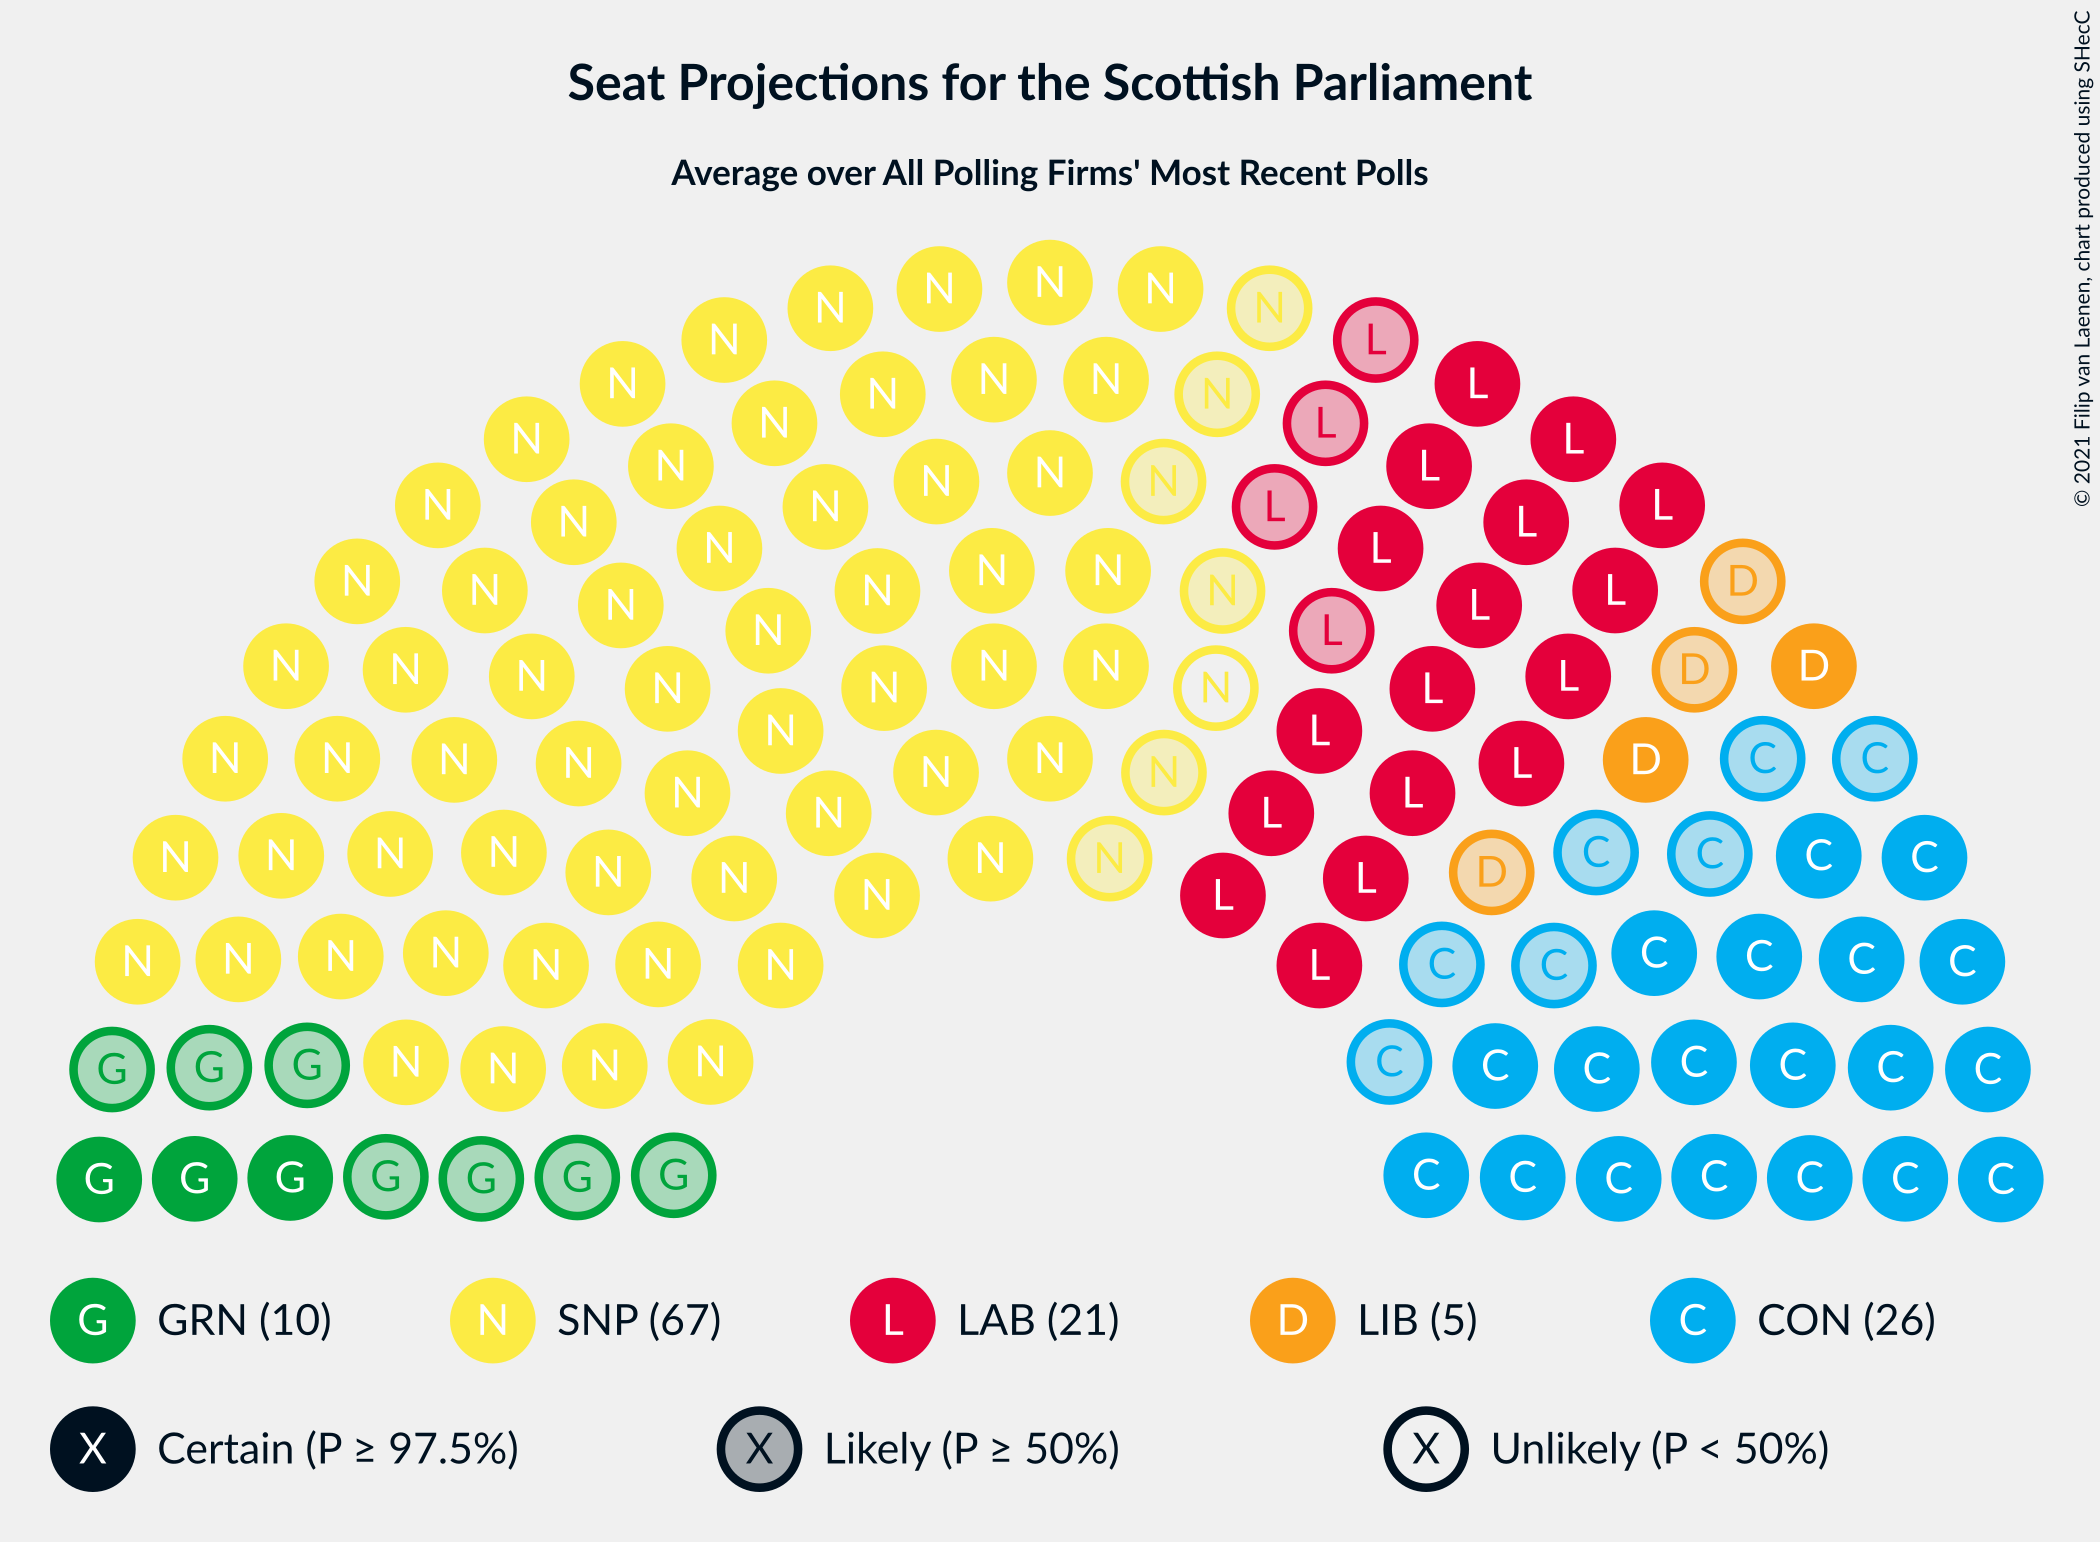 Seat Projections for the Scottish Parliament
Average over All Polling Firms' Most Recent Polls
© 2021 Filip van Laenen, chart produced using SHecC
N N N N N
N N L
N N N N N L
N N N L
N N N N L
N N N N L L
N N N L L
N N N L L
N N N N N N L
N N N L D
N N N N L L
N N N N L L D D
N N N N L L
N N N N L L D C C
N N N L L
N N N N N N C C C C
N N N L L D
N N N N N N N L C C C C C C
G G G N N N N C C C C C C C
G G G G G G G C C C C C C C
G GRN (10) N SNP (67) L LAB (21) D LIB (5) C CON (26)
X Certain (P ≥ 97.5%) X Likely (P ≥ 50%) X Unlikely (P < 50%)